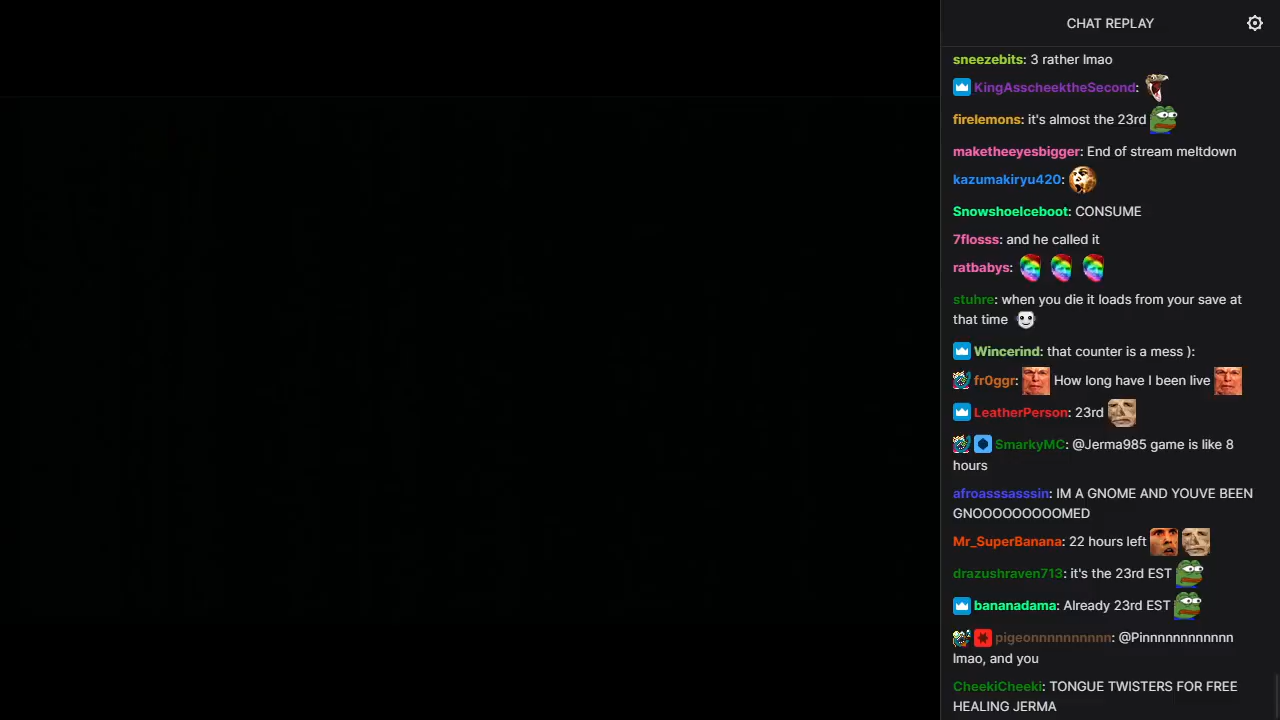 CHAT REPLAY
sneezebits: 3 rather lmao
KingAsscheektheSecond:
firelemons: it's almost the 23rd
maketheeyesbigger: End of stream meltdown
kazumakiryu420:
SnowshoeIceboot: CONSUME
7flosss: and he called it
ratbabys:
stuhre: when you die it loads from your save at
that time
Wincerind: that counter is a mess ):
fr0ggr: How long have I been live
LeatherPerson: 23rd
SmarkyMC: @Jerma985 game is like 8
hours
afroasssasssin: IM A GNOME AND YOUVE BEEN
GNOOOOOOOOOMED
Mr_SuperBanana: 22 hours left
drazushraven713: it's the 23rd EST
bananadama: Already 23rd EST
pigeonnnnnnnnnn: @Pinnnnnnnnnnnn
lmao, and you
CheekiCheeki: TONGUE TWISTERS FOR FREE
HEALING JERMA